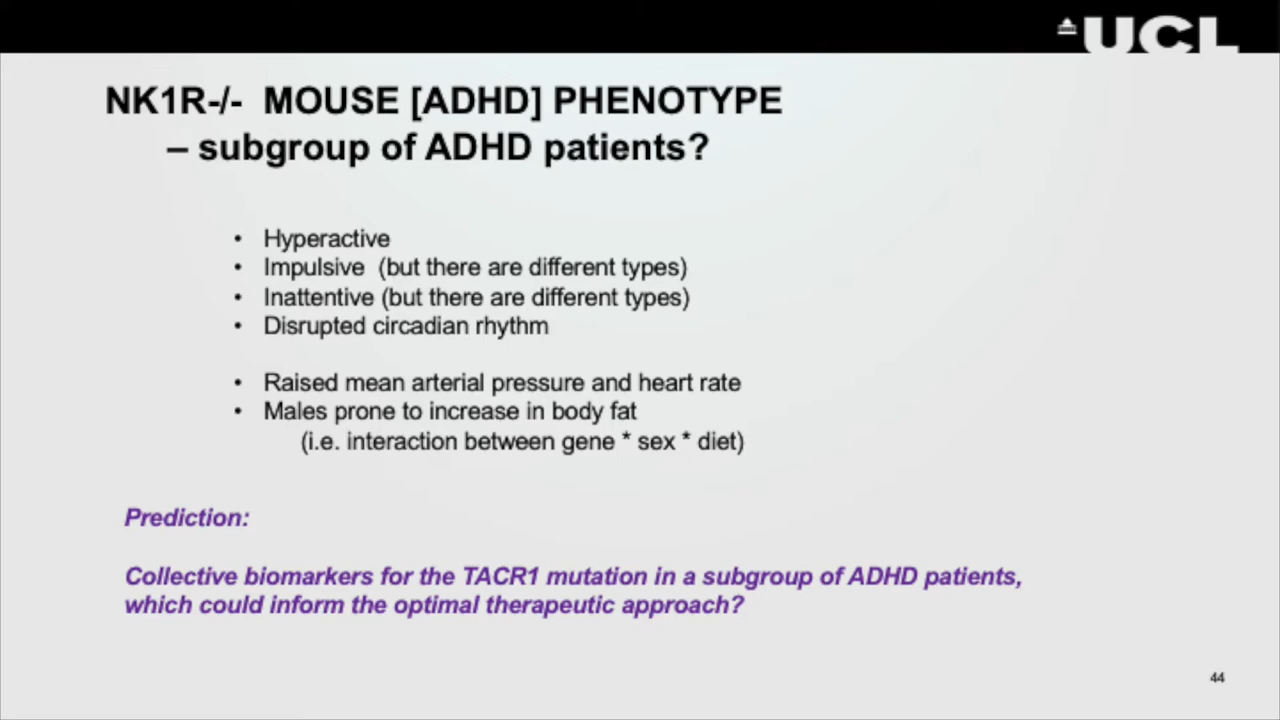 UCL
NK1R-/- MOUSE [ADHD] PHENOTYPE
– subgroup of ADHD patients?
• Hyperactive
• Impulsive (but there are different types)
• Inattentive (but there are different types)
• Disrupted circadian rhythm
• Raised mean arterial pressure and heart rate
• Males prone to increase in body fat
(i.e. interaction between gene * sex * diet)
Prediction:
Collective biomarkers for the TACR1 mutation in a subgroup of ADHD patients,
which could inform the optimal therapeutic approach?
44